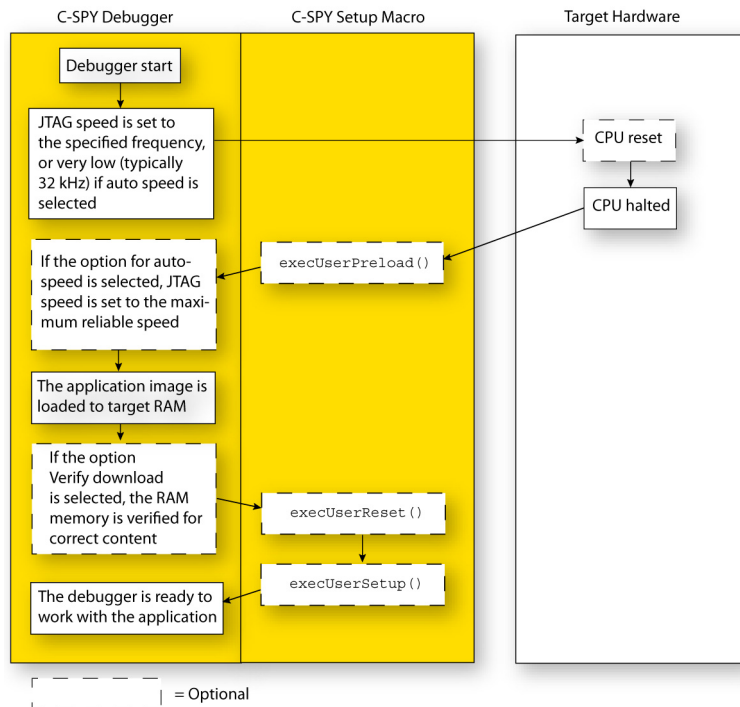 C-SPY Debugger
C-SPY Setup Macro
Target Hardware
Debugger start
JTAG speed is set to
the specified frequency,
or very low (typically
32 kHz) if auto speed is
selected
CPU reset
CPU halted
execUserPreload()
If the option for auto-
speed is selected, JTAG
speed is set to the maxi-
mum reliable speed
The application image is
loaded to target RAM
If the option
Verify download
is selected, the RAM
memory is verified for
correct content
execUserReset()
execUserSetup()
The debugger is ready to
work with the application
= Optional